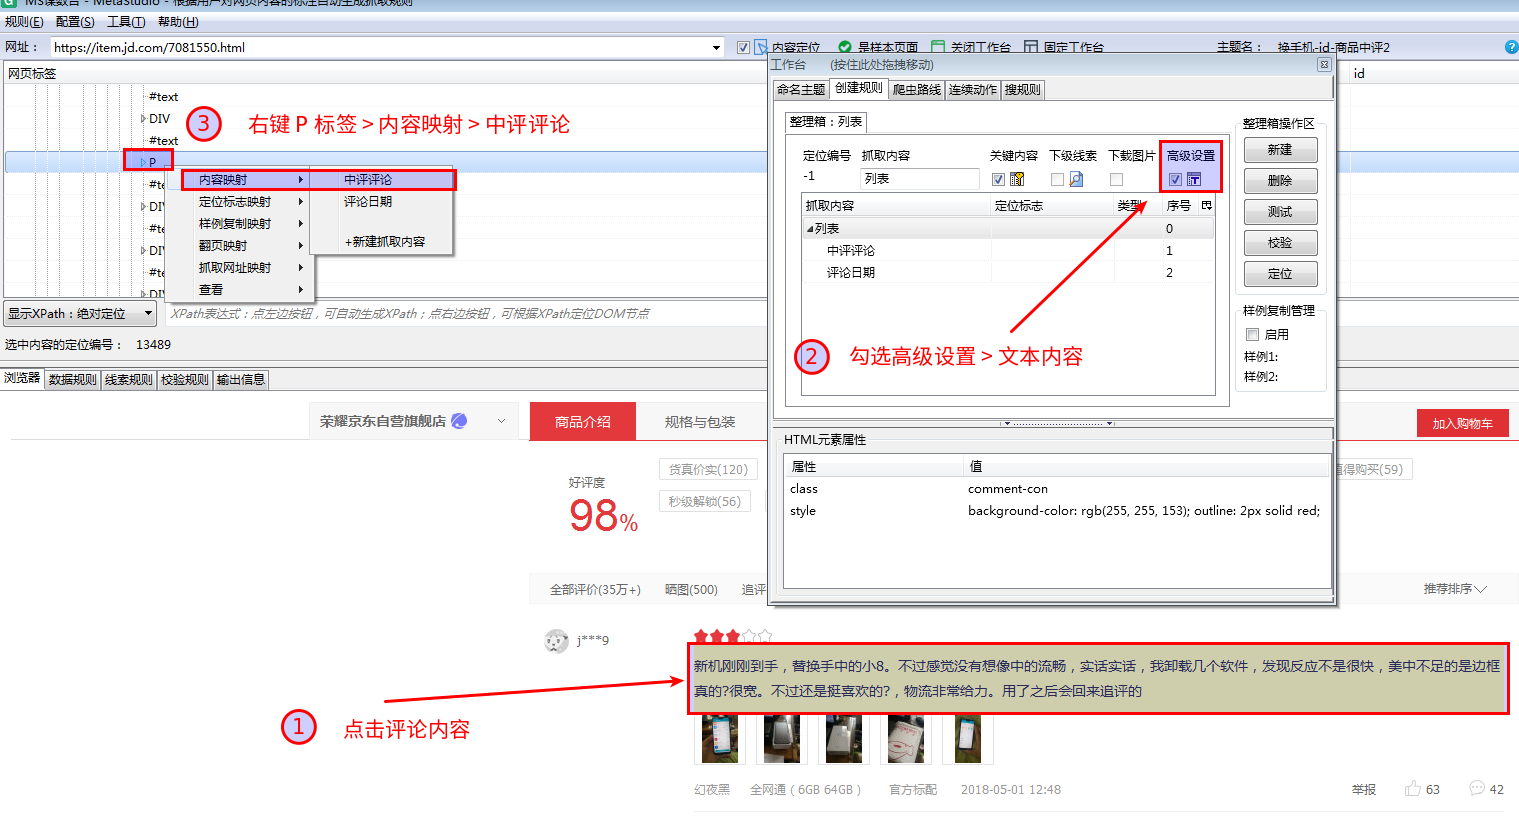 MS谋数台 - MetaStudio - 根据用户对网页内容的标注自动生成抓取规则
规则(E) 配置(S) 工具(T) 帮助(H)
网址： https://item.jd.com/7081550.html 内容定位 是样本页面 关闭工作台 固定工作台 主题名： 换手机-id-商品中评2
网页标签
id
#text
DIV
#text
P
#te
DI
#te
DI
#te
DI
3 右键 P 标签 > 内容映射 > 中评评论
内容映射
定位标志映射
样例复制映射
翻页映射
抓取网址映射
查看
中评评论
评论日期
+新建抓取内容
显示XPath：绝对定位
XPath表达式：点左边按钮，可自动生成XPath；点右边按钮，可根据XPath定位DOM节点
选中内容的定位编号： 13489
浏览器 数据规则 线索规则 校验规则 输出信息
工作台 (按住此处拖拽移动)
命名主题 创建规则 爬虫路线 连续动作 搜规则
整理箱：列表
定位编号 抓取内容 关键内容 下级线索 下载图片 高级设置
-1 列表
抓取内容 定位标志 类型 序号
列表 0
中评评论 1
评论日期 2
2 勾选高级设置 > 文本内容
整理箱操作区
新建
删除
测试
校验
定位
样例复制管理
启用
样例1:
样例2:
HTML元素属性
属性 值
class comment-con
style background-color: rgb(255, 255, 153); outline: 2px solid red;
荣耀京东自营旗舰店 商品介绍 规格与包装 加入购物车
好评度
98%
货真价实(120)
值得购买(59)
秒级解锁(56)
全部评价(35万+) 晒图(500) 追评 推荐排序
j***9
新机刚刚到手，替换手中的小8。不过感觉没有想像中的流畅，实话实话，我卸载几个软件，发现反应不是很快，美中不足的是边框
真的?很宽。不过还是挺喜欢的?，物流非常给力。用了之后会回来追评的
1 点击评论内容
幻夜黑 全网通（6GB 64GB） 官方标配 2018-05-01 12:48 举报 63 42